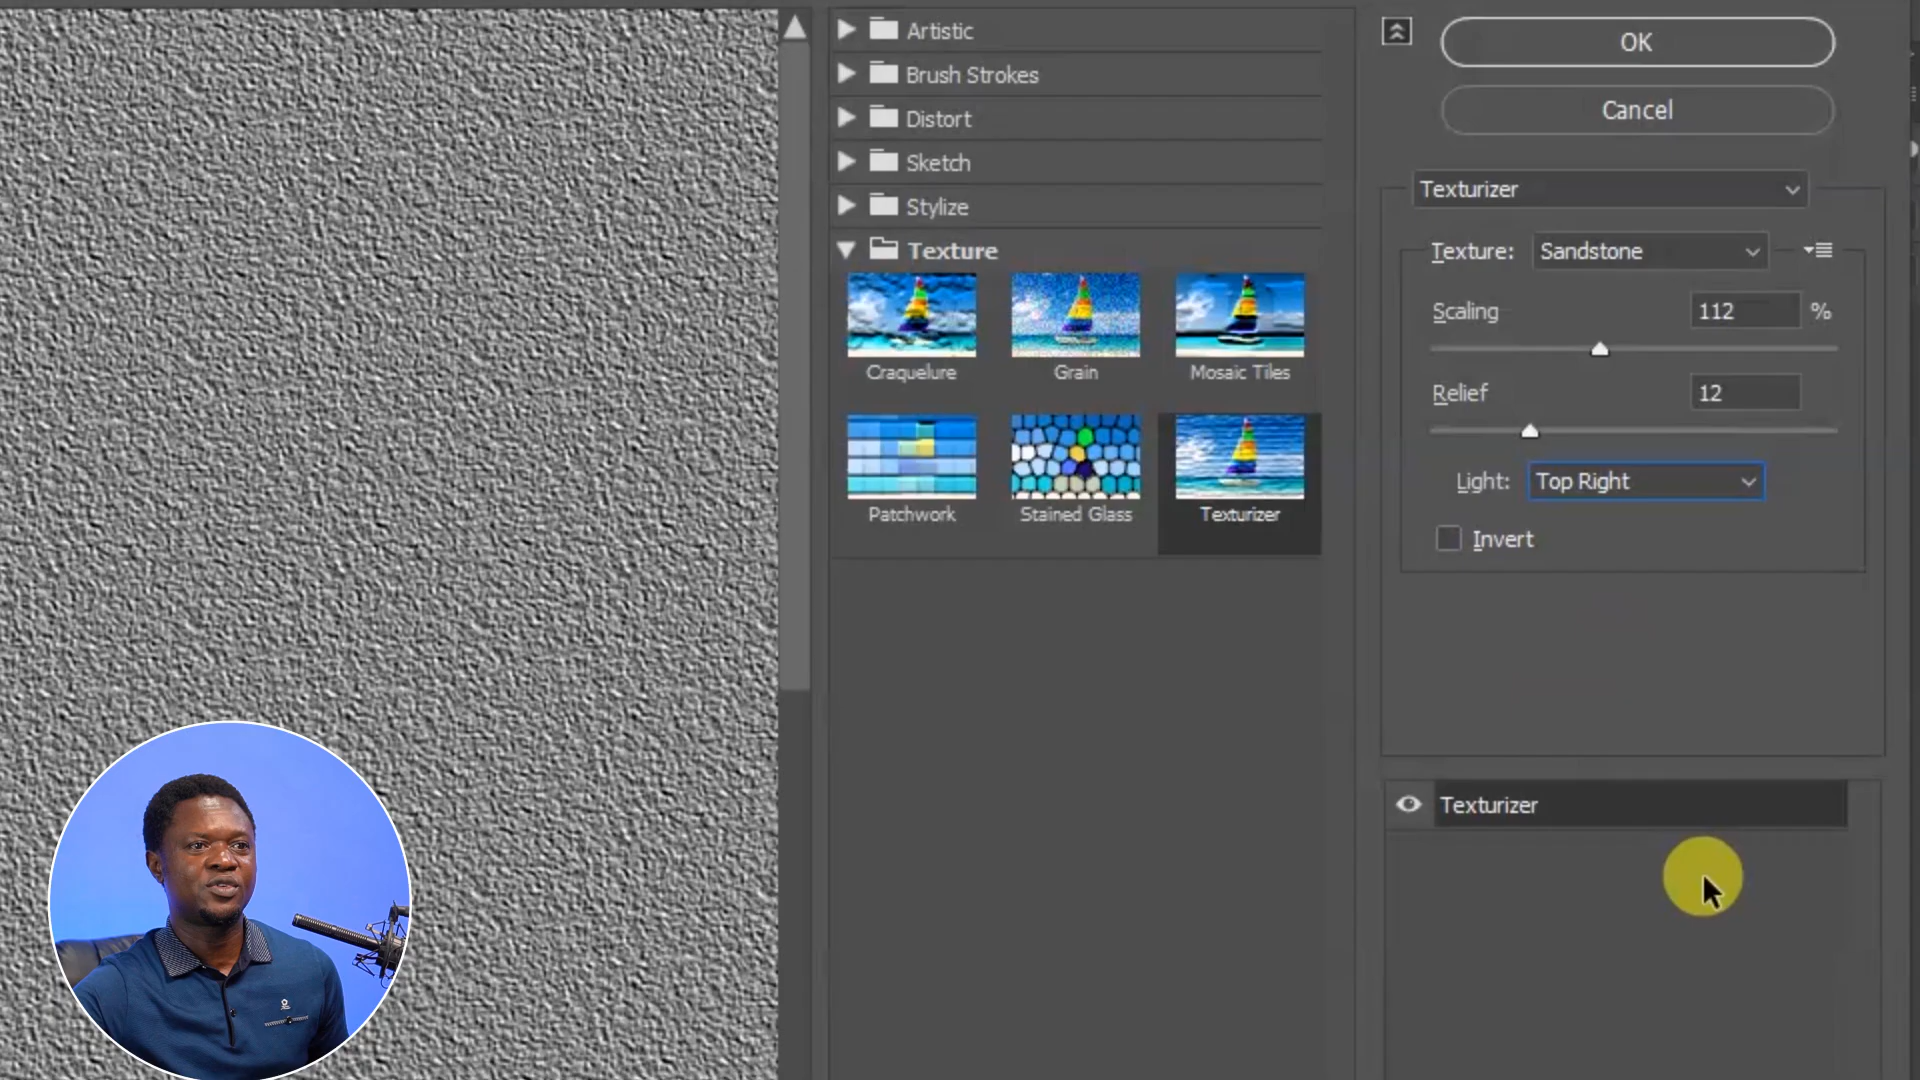 Artistic
Brush Strokes
Distort
Sketch
Stylize
Texture
Craquelure
Grain
Mosaic Tiles
Patchwork
Stained Glass
Texturizer
OK
Cancel
Texturizer
Texture: Sandstone
Scaling 112 %
Relief 12
Light: Top Right
Invert
Texturizer